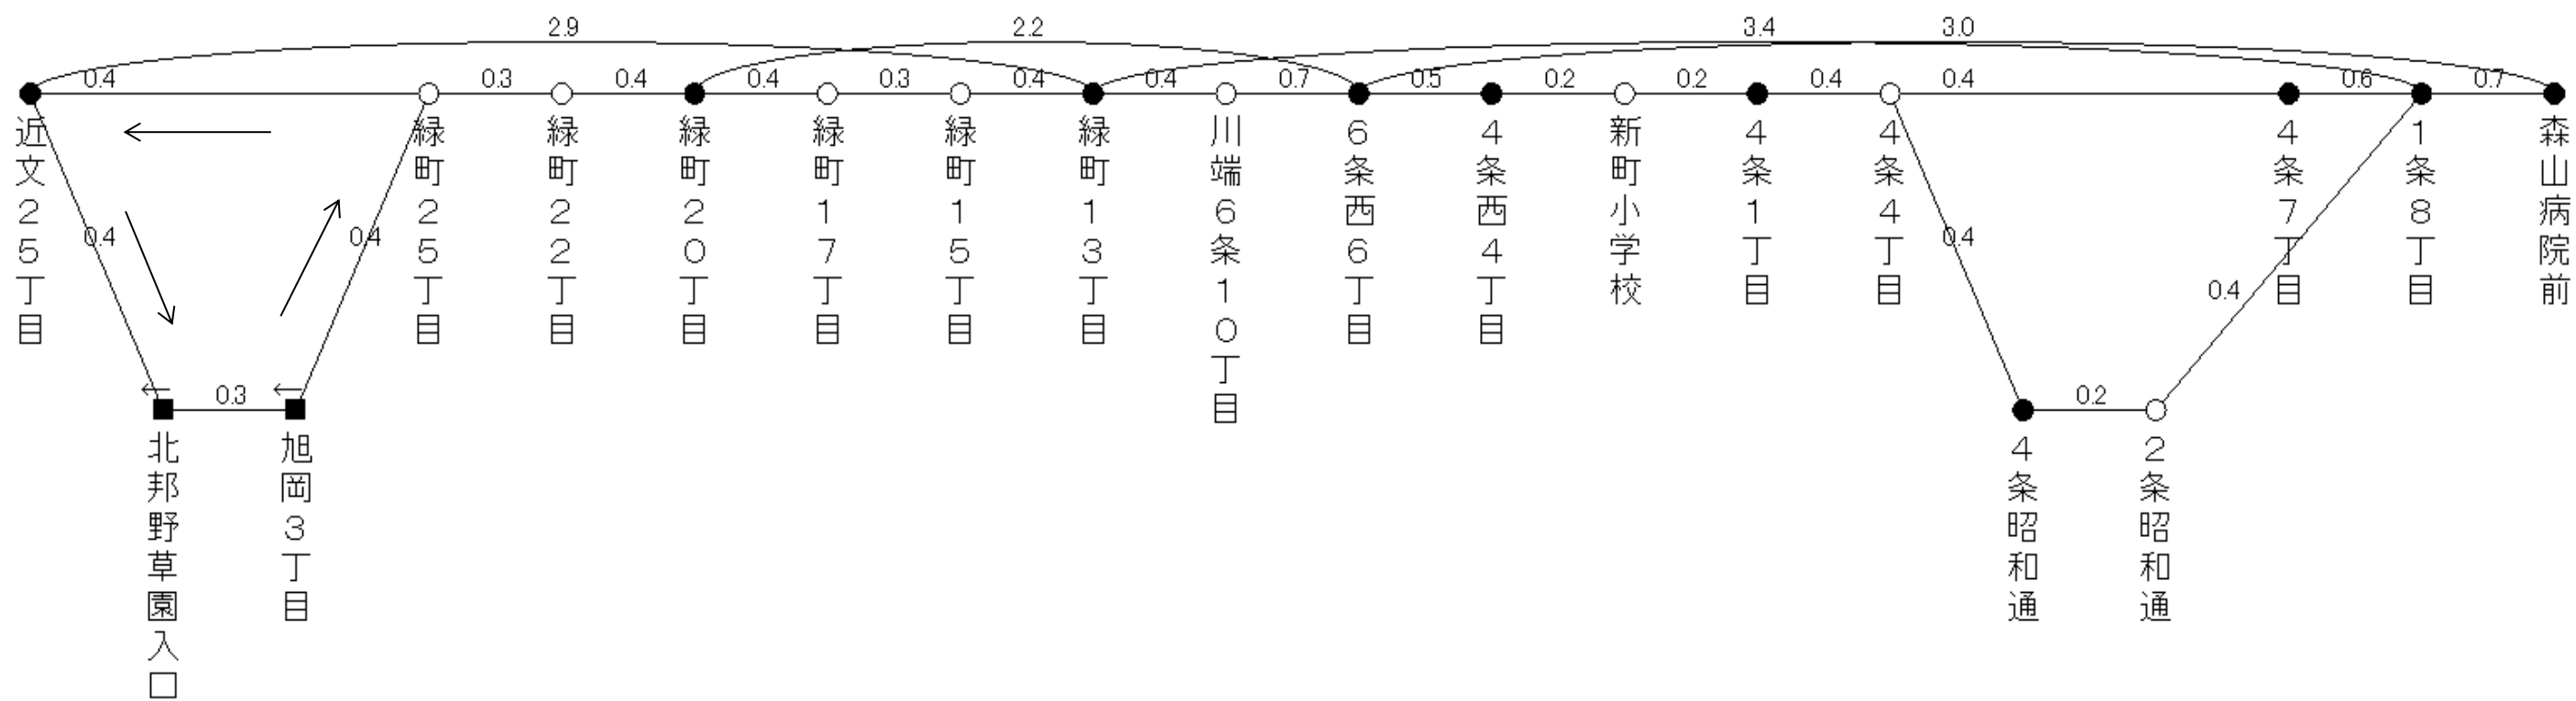 2.9
2.2
3.4
3.0
0.4
0.3
0.4
0.4
0.3
0.4
0.4
0.7
0.5
0.2
0.2
0.4
0.4
0.6
0.7
近文25丁目
緑町25丁目
緑町22丁目
緑町20丁目
緑町17丁目
緑町15丁目
緑町13丁目
川端6条10丁目
6条西6丁目
4条西4丁目
新町小学校
4条1丁目
4条4丁目
4条7丁目
1条8丁目
森山病院前
0.4
0.4
0.4
0.4
0.3
0.2
北邦野草園入口
旭岡3丁目
4条昭和通
2条昭和通